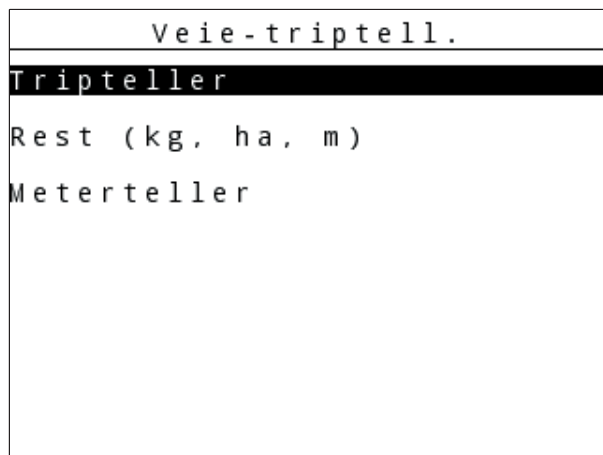 Veie-triptell.
Tripteller
Rest (kg, ha, m)
Meterteller